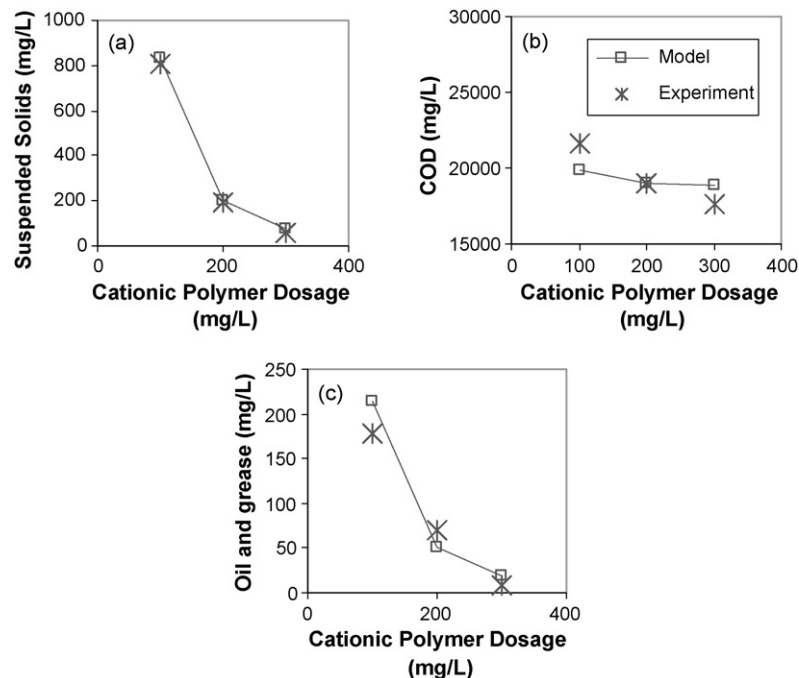 (a)
Suspended Solids (mg/L)
1000
800
600
400
200
0
0 200 400
Cationic Polymer Dosage
(mg/L)
(b)
COD (mg/L)
30000
25000
20000
15000
Model
Experiment
0 100 200 300 400
Cationic Polymer Dosage
(mg/L)
(c)
Oil and grease (mg/L)
250
200
150
100
50
0
0 200 400
Cationic Polymer Dosage
(mg/L)